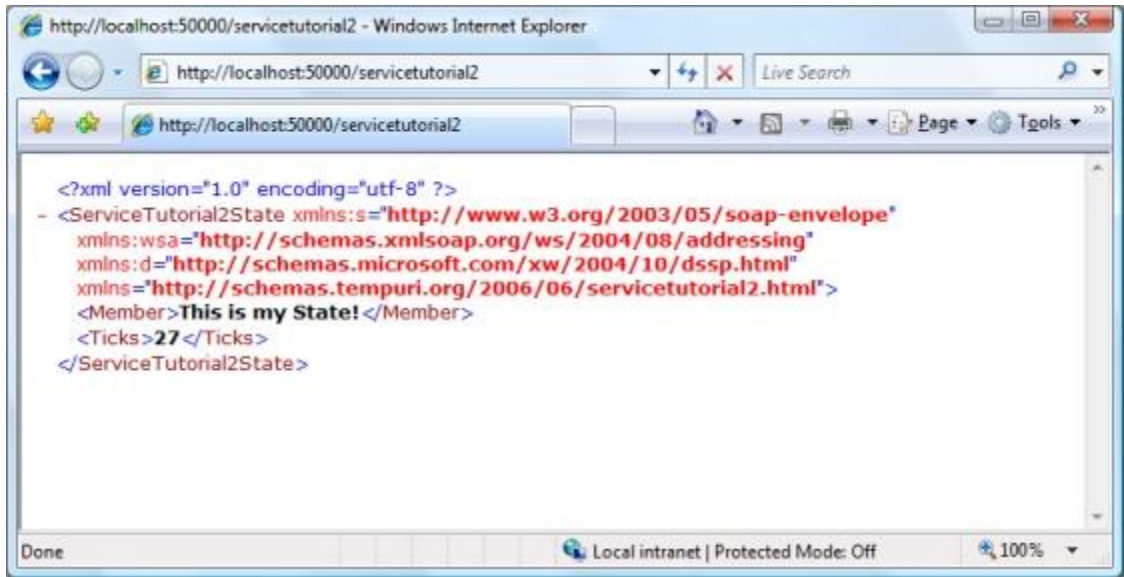 http://localhost:50000/servicetutorial2 - Windows Internet Explorer
http://localhost:50000/servicetutorial2
Live Search
http://localhost:50000/servicetutorial2
Page
Tools
<?xml version="1.0" encoding="utf-8" ?>
- <ServiceTutorial2State xmlns:s="http://www.w3.org/2003/05/soap-envelope"
xmlns:wsa="http://schemas.xmlsoap.org/ws/2004/08/addressing"
xmlns:d="http://schemas.microsoft.com/xw/2004/10/dssp.html"
xmlns="http://schemas.tempuri.org/2006/06/servicetutorial2.html">
<Member>This is my State!</Member>
<Ticks>27</Ticks>
</ServiceTutorial2State>
Done
Local intranet | Protected Mode: Off
100%